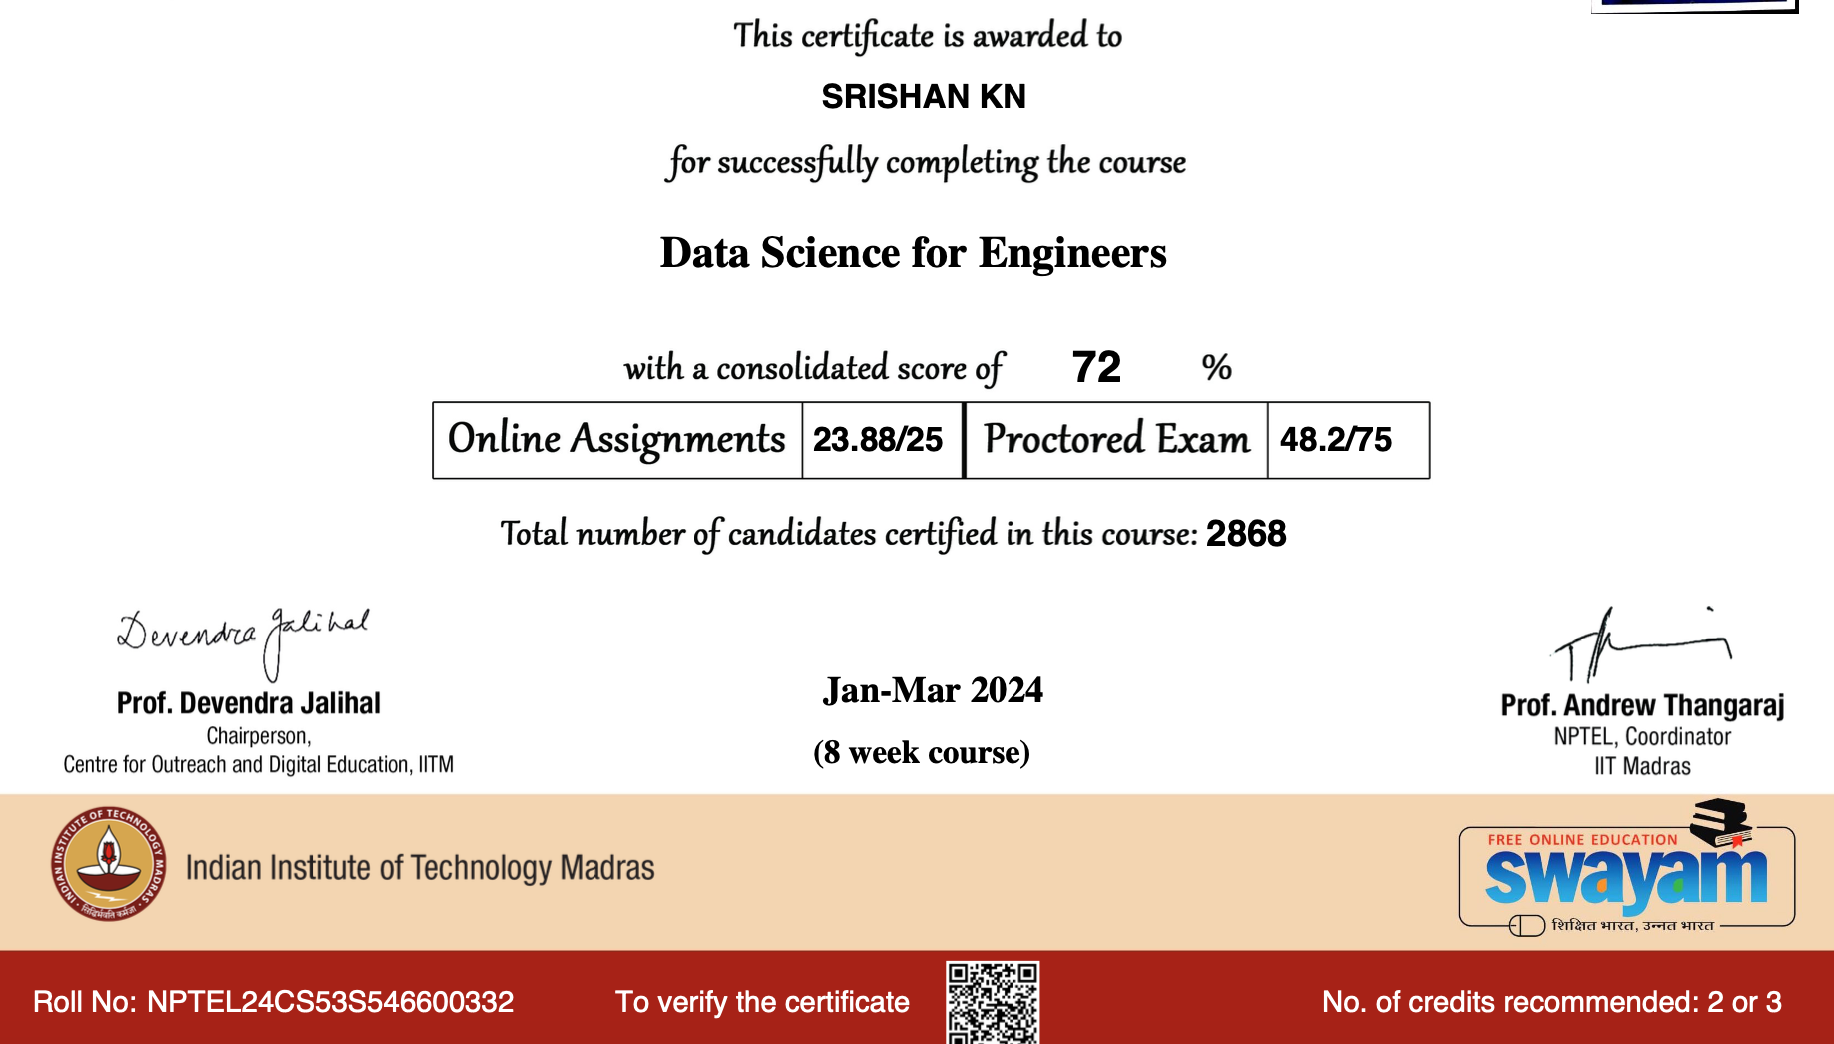 This certificate is awarded to
SRISHAN KN
for successfully completing the course
Data Science for Engineers
with a consolidated score of 72 %
Online Assignments 23.88/25 Proctored Exam 48.2/75
Total number of candidates certified in this course: 2868
Devendra Jalihal
Prof. Devendra Jalihal
Chairperson,
Centre for Outreach and Digital Education, IITM
Jan-Mar 2024
(8 week course)
Prof. Andrew Thangaraj
NPTEL, Coordinator
IIT Madras
INDIAN INSTITUTE OF TECHNOLOGY MADRAS
सिद्धिर्भवति कर्मजा
Indian Institute of Technology Madras
FREE ONLINE EDUCATION
swayam
शिक्षित भारत, उन्नत भारत
Roll No: NPTEL24CS53S546600332
To verify the certificate
No. of credits recommended: 2 or 3